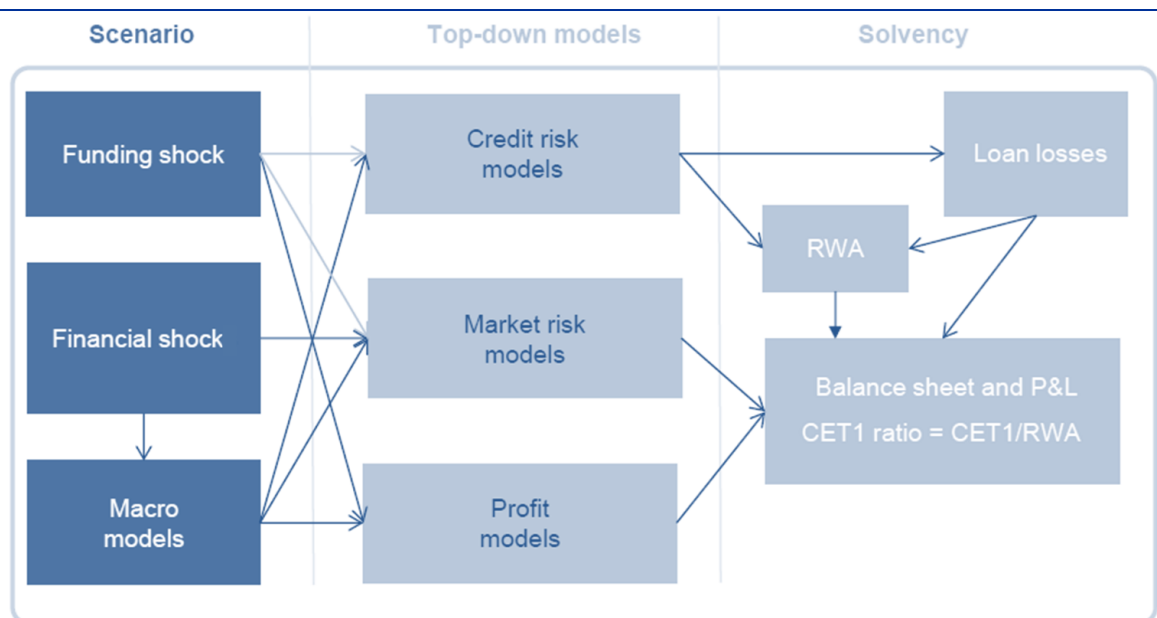 Scenario
Top-down models
Solvency
Funding shock
Credit risk
models
Loan losses
RWA
Financial shock
Market risk
models
Balance sheet and P&L
CET1 ratio = CET1/RWA
Macro
models
Profit
models